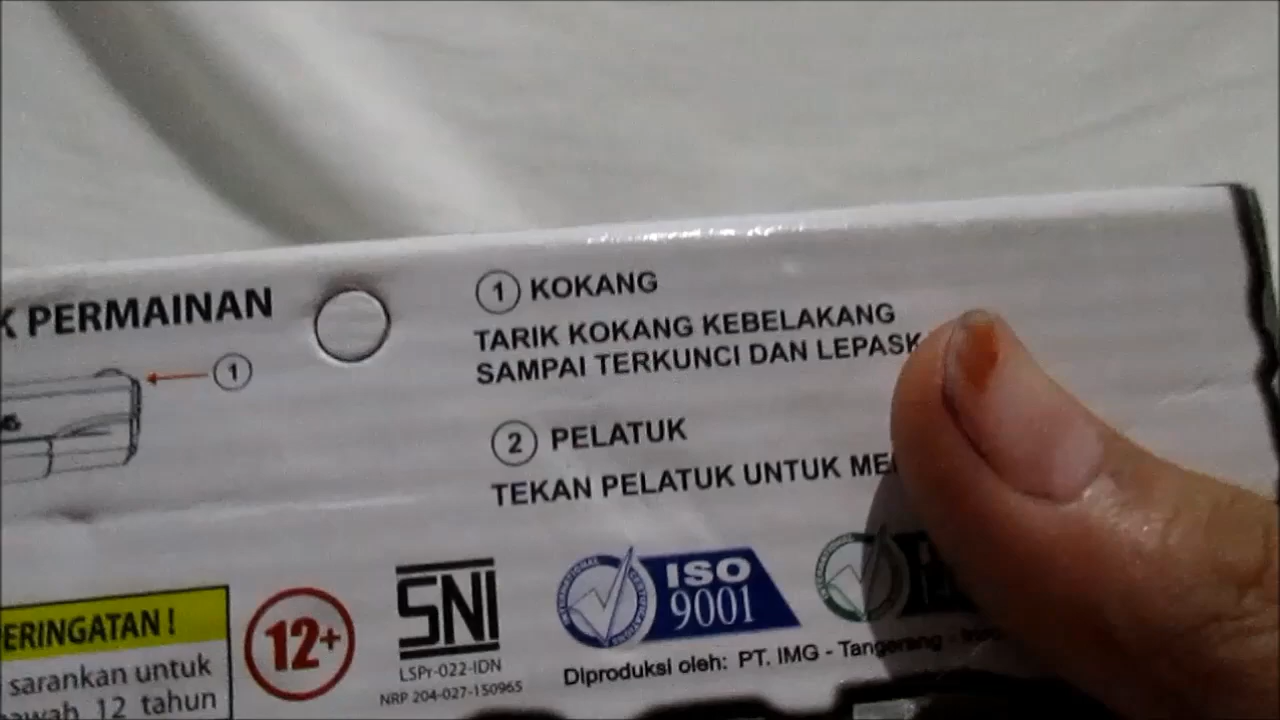 K PERMAINAN
1
1 KOKANG
TARIK KOKANG KEBELAKANG
SAMPAI TERKUNCI DAN LEPASK
2 PELATUK
TEKAN PELATUK UNTUK ME
ERINGATAN !
sarankan untuk
awah 12 tahun
12+
SNI
LSPr-022-IDN
NRP 204-027-150965
INTERNATIONAL
ISO
9001
Diproduksi oleh: PT. IMG - Tangerang -